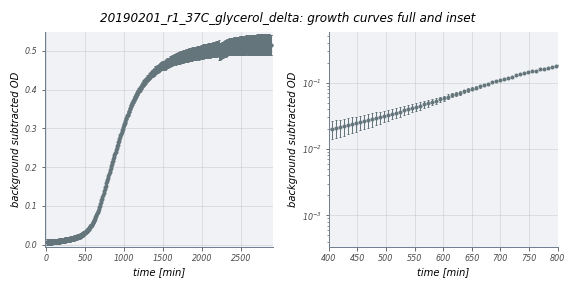 20190201_r1_37C_glycerol_delta: growth curves full and inset
background subtracted OD
0.5
0.4
0.3
0.2
0.1
0.0
0 500 1000 1500 2000 2500
time [min]
background subtracted OD
10⁻¹
10⁻²
10⁻³
400 450 500 550 600 650 700 750 800
time [min]